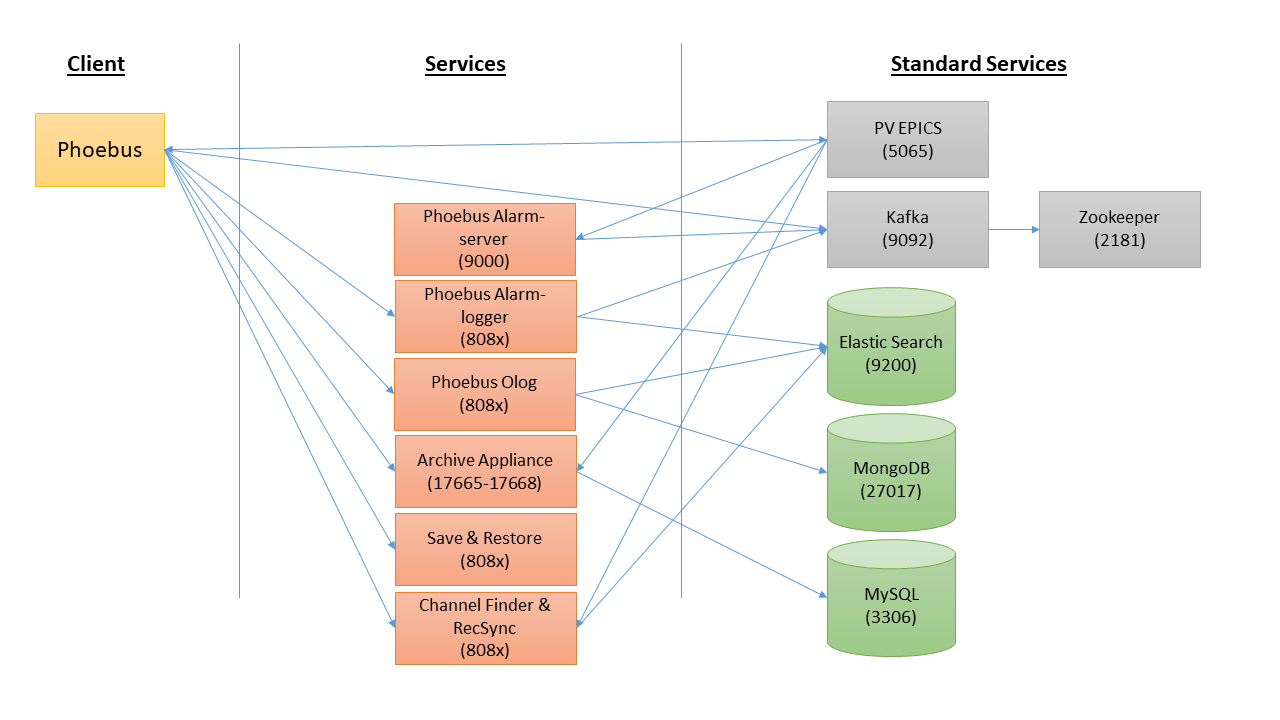 Client
Services
Standard Services
Phoebus
PV EPICS
(5065)
Kafka
(9092)
Zookeeper
(2181)
Phoebus Alarm-
server
(9000)
Phoebus Alarm-
logger
(808x)
Phoebus Olog
(808x)
Archive Appliance
(17665-17668)
Save & Restore
(808x)
Channel Finder &
RecSync
(808x)
Elastic Search
(9200)
MongoDB
(27017)
MySQL
(3306)